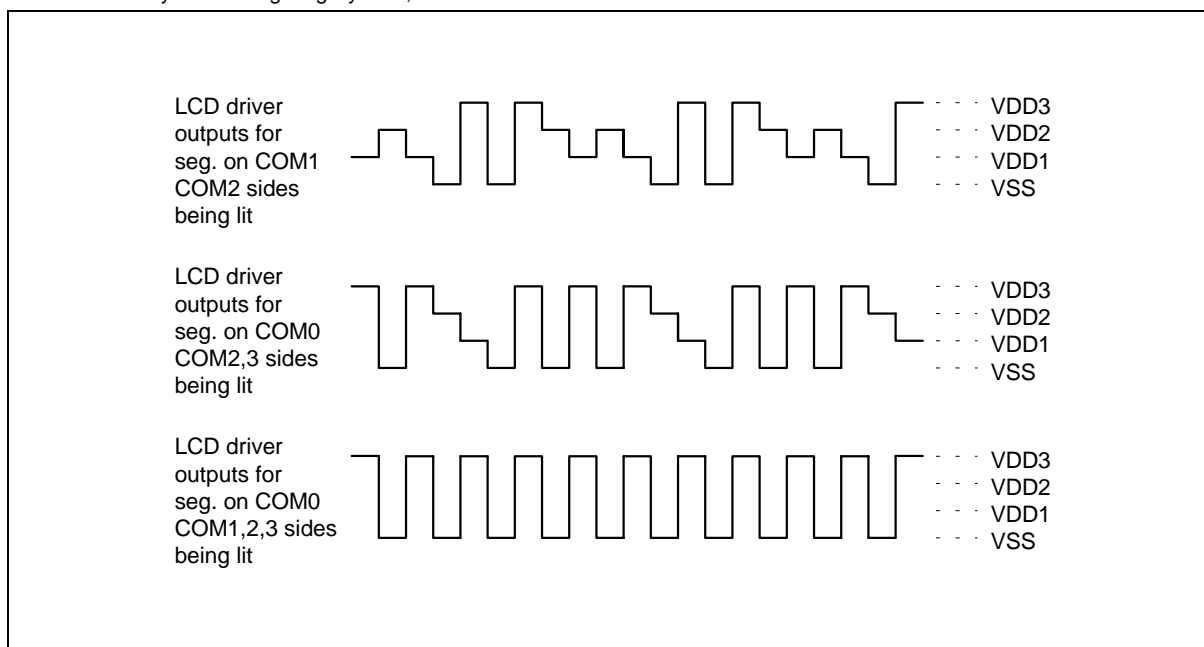 LCD driver
outputs for
seg. on COM1
COM2 sides
being lit
VDD3
VDD2
VDD1
VSS
LCD driver
outputs for
seg. on COM0
COM2,3 sides
being lit
VDD3
VDD2
VDD1
VSS
LCD driver
outputs for
seg. on COM0
COM1,2,3 sides
being lit
VDD3
VDD2
VDD1
VSS